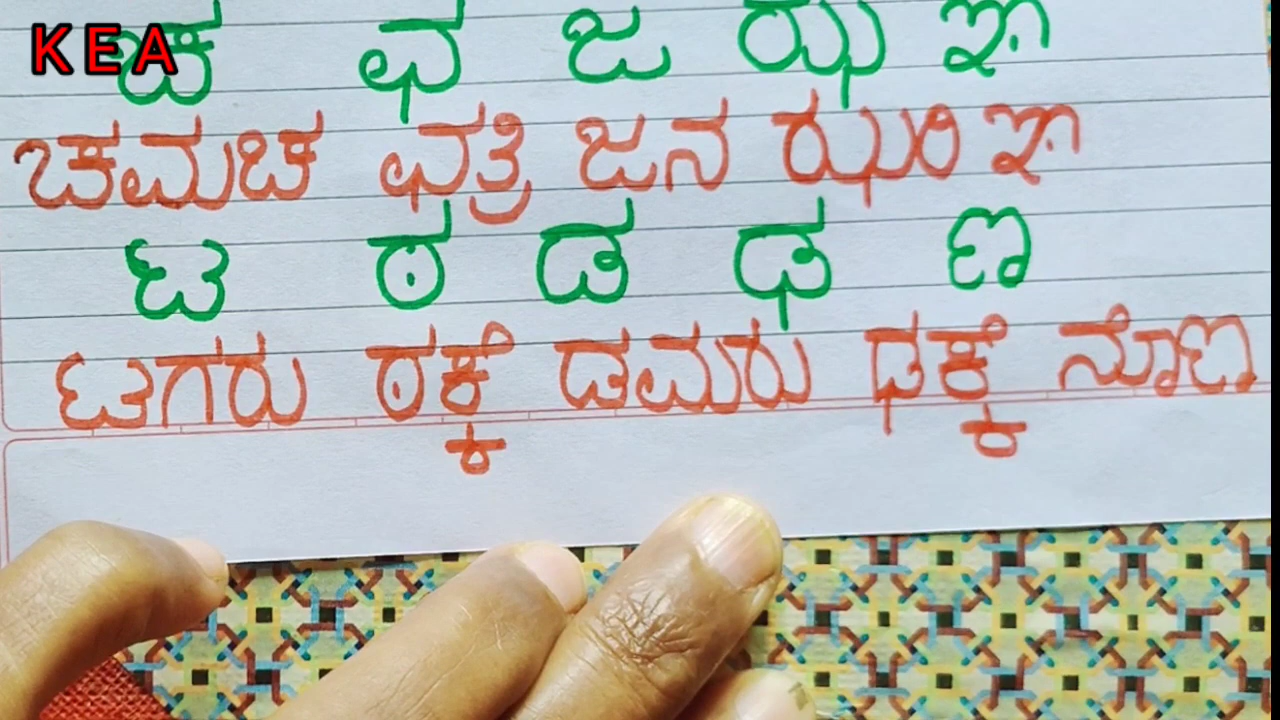 KEA
ಚ ಛ ಜ ಝ ಞ
ಚಮಚ ಛತ್ರಿ ಜನ ಝರಿ ಞ
ಟ ಠ ಡ ಢ ಣ
ಟಗರು ಠಕ್ಕೆ ಡಮರು ಢಕ್ಕೆ ನೊಣ